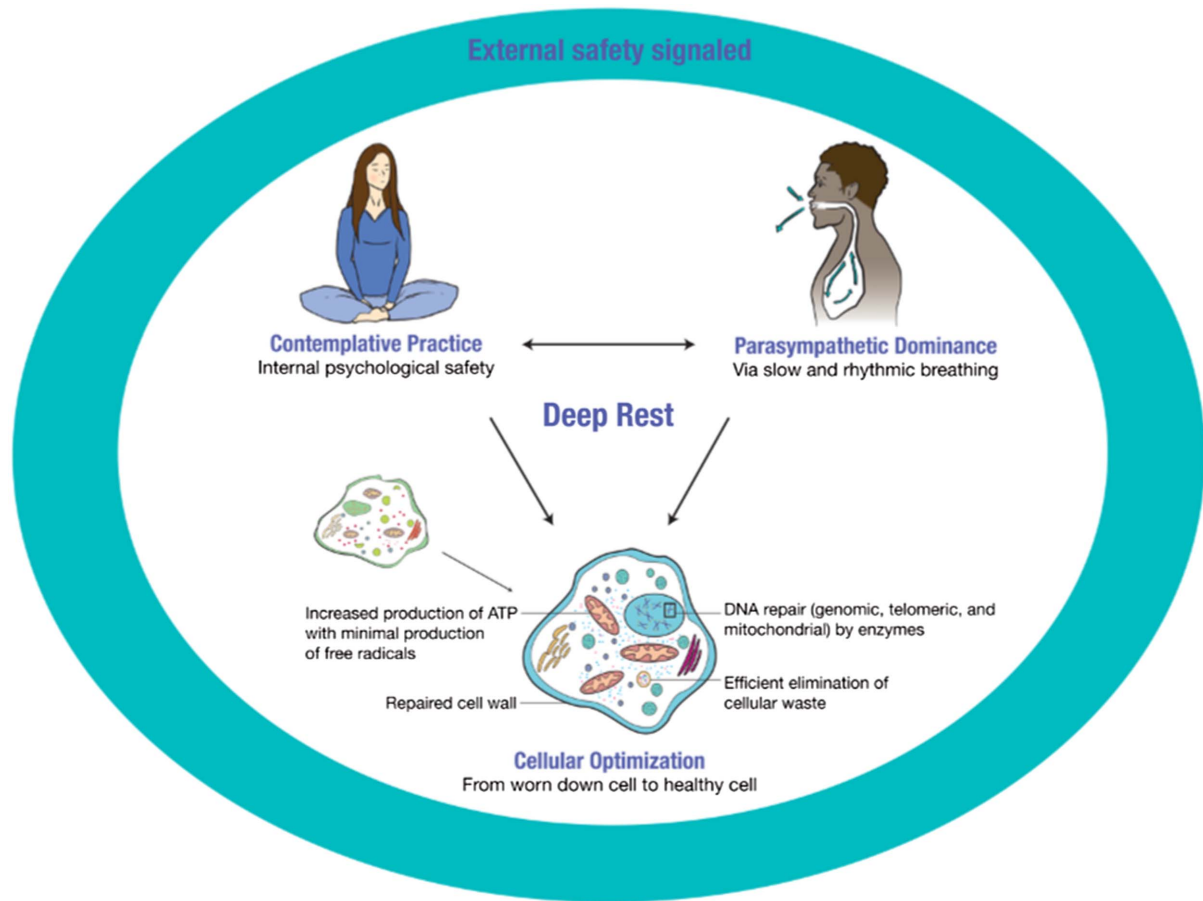 External safety signaled
Contemplative Practice
Internal psychological safety
Parasympathetic Dominance
Via slow and rhythmic breathing
Deep Rest
Increased production of ATP
with minimal production
of free radicals
DNA repair (genomic, telomeric, and
mitochondrial) by enzymes
Repaired cell wall
Efficient elimination of
cellular waste
Cellular Optimization
From worn down cell to healthy cell